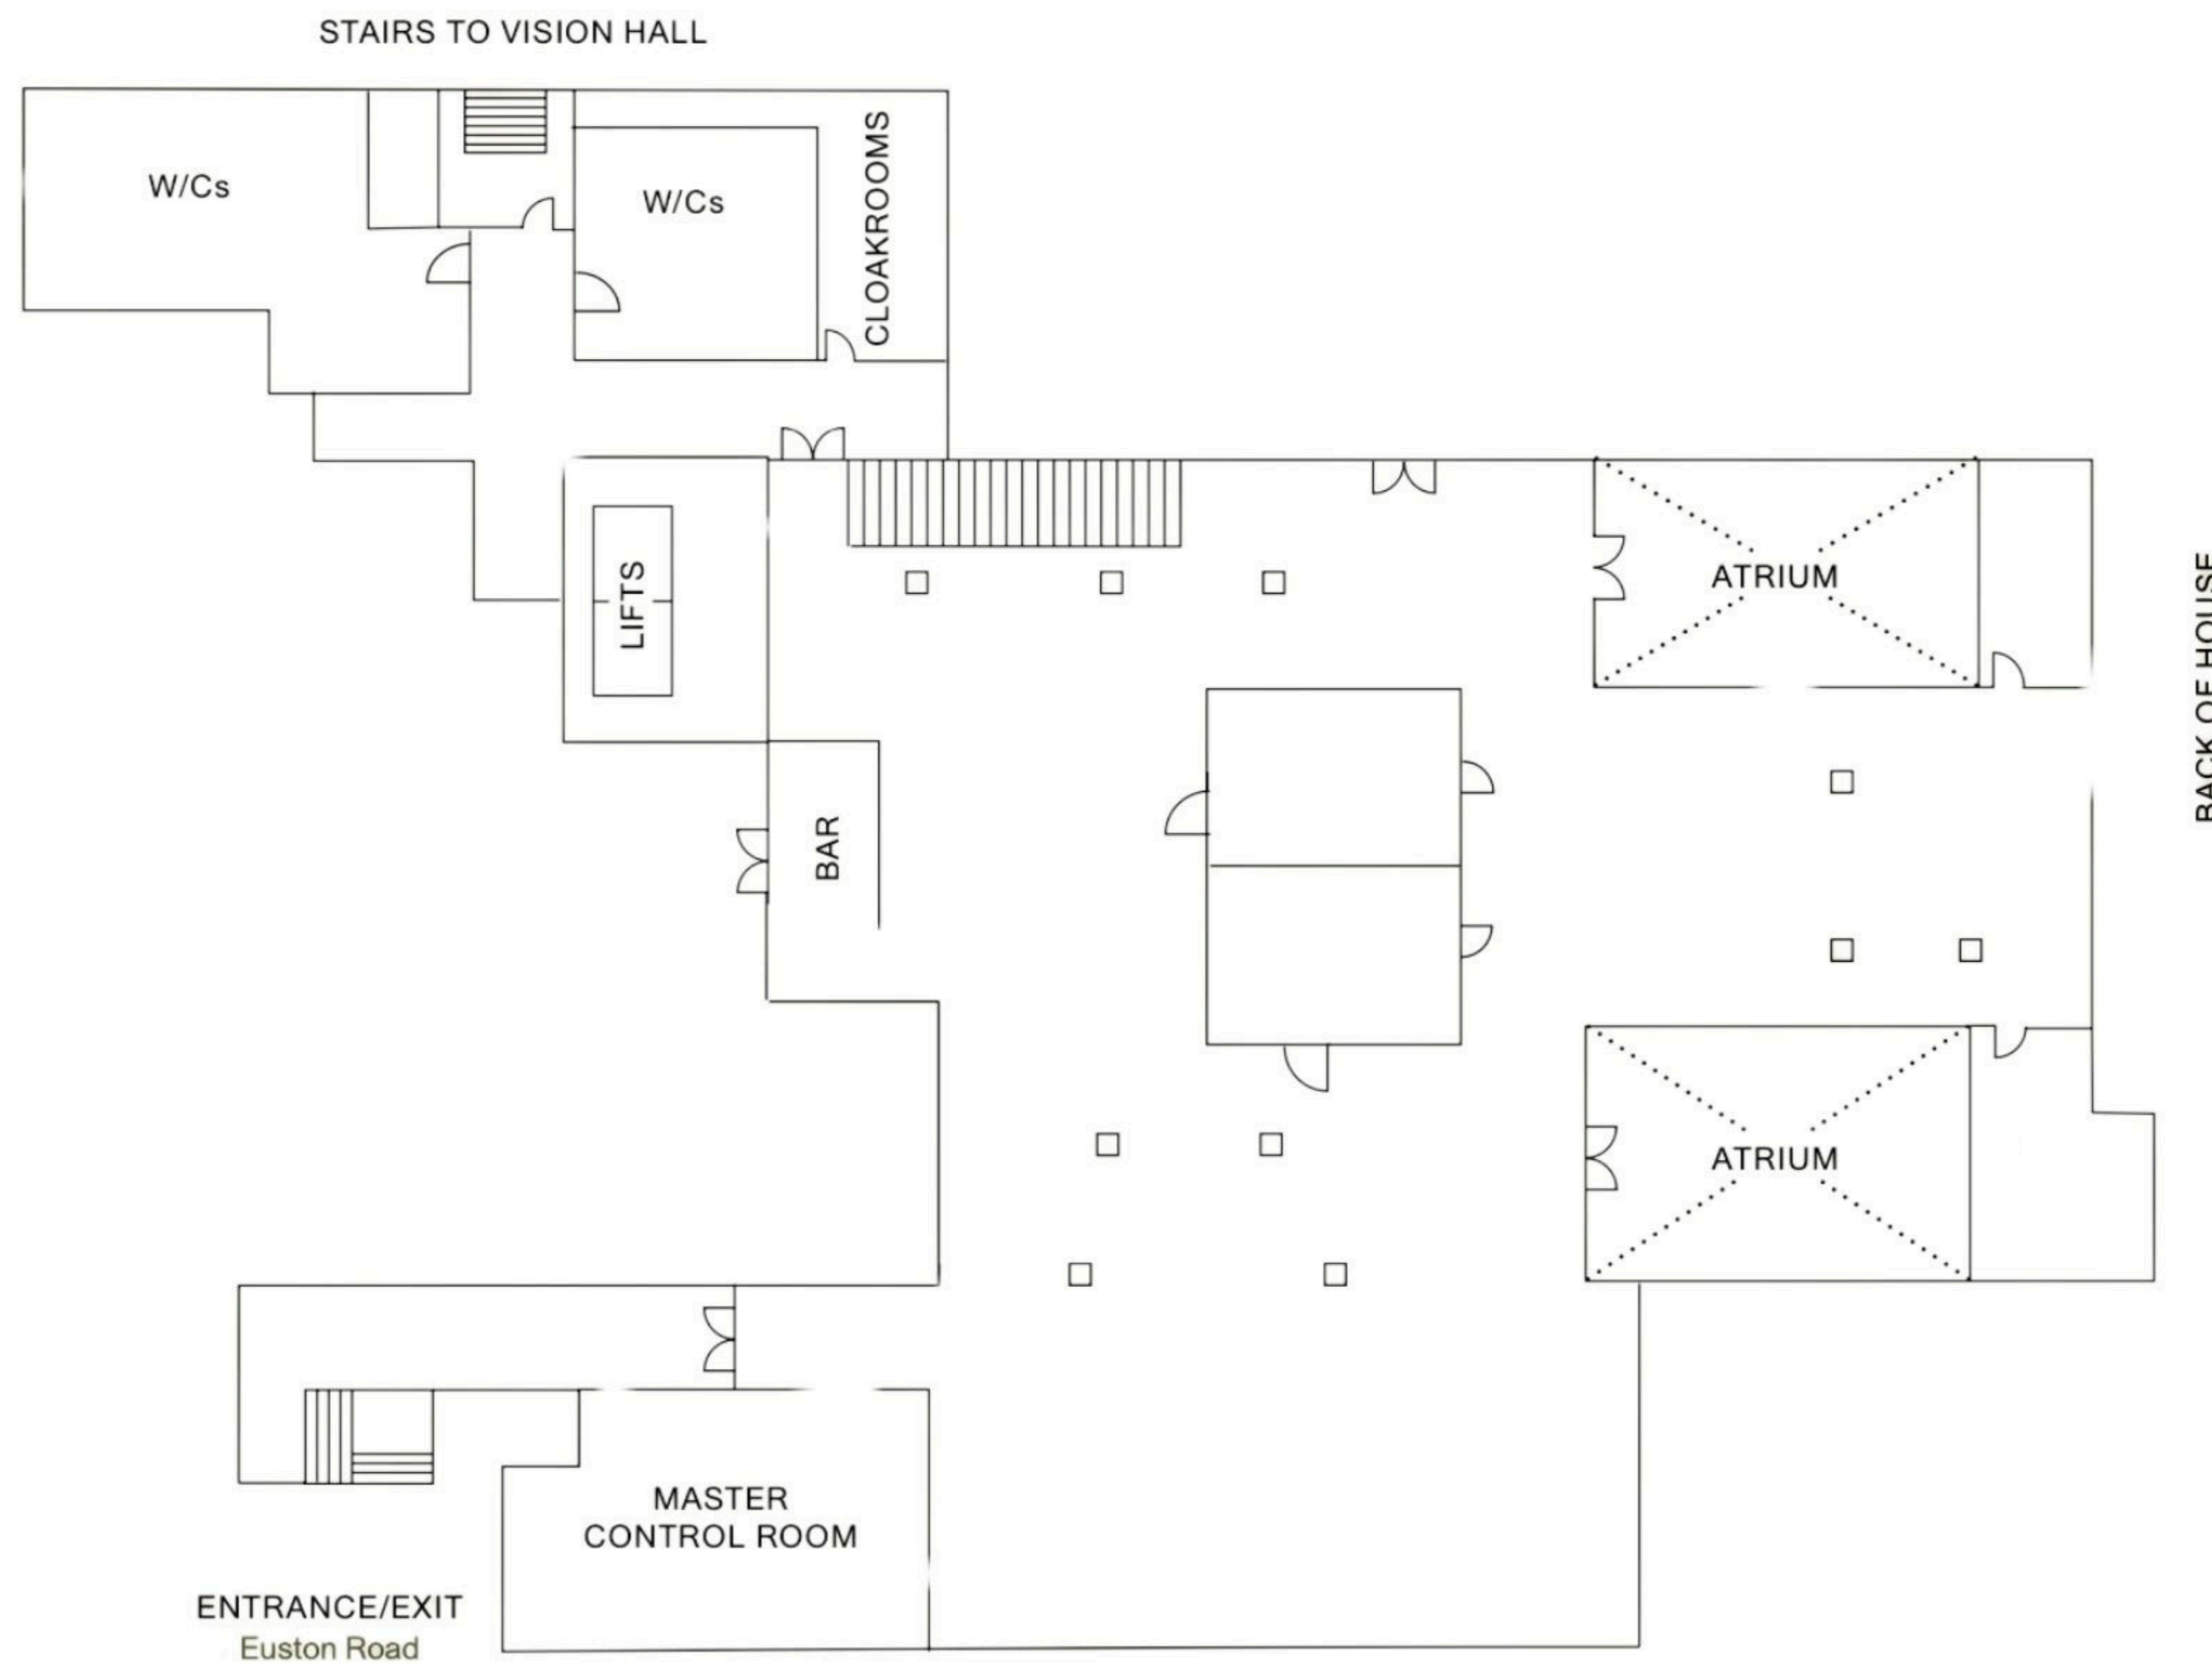 STAIRS TO VISION HALL
W/Cs
W/Cs
CLOAKROOMS
LIFTS
ATRIUM
BACK OF HOUSE
BAR
ATRIUM
MASTER
CONTROL ROOM
ENTRANCE/EXIT
Euston Road